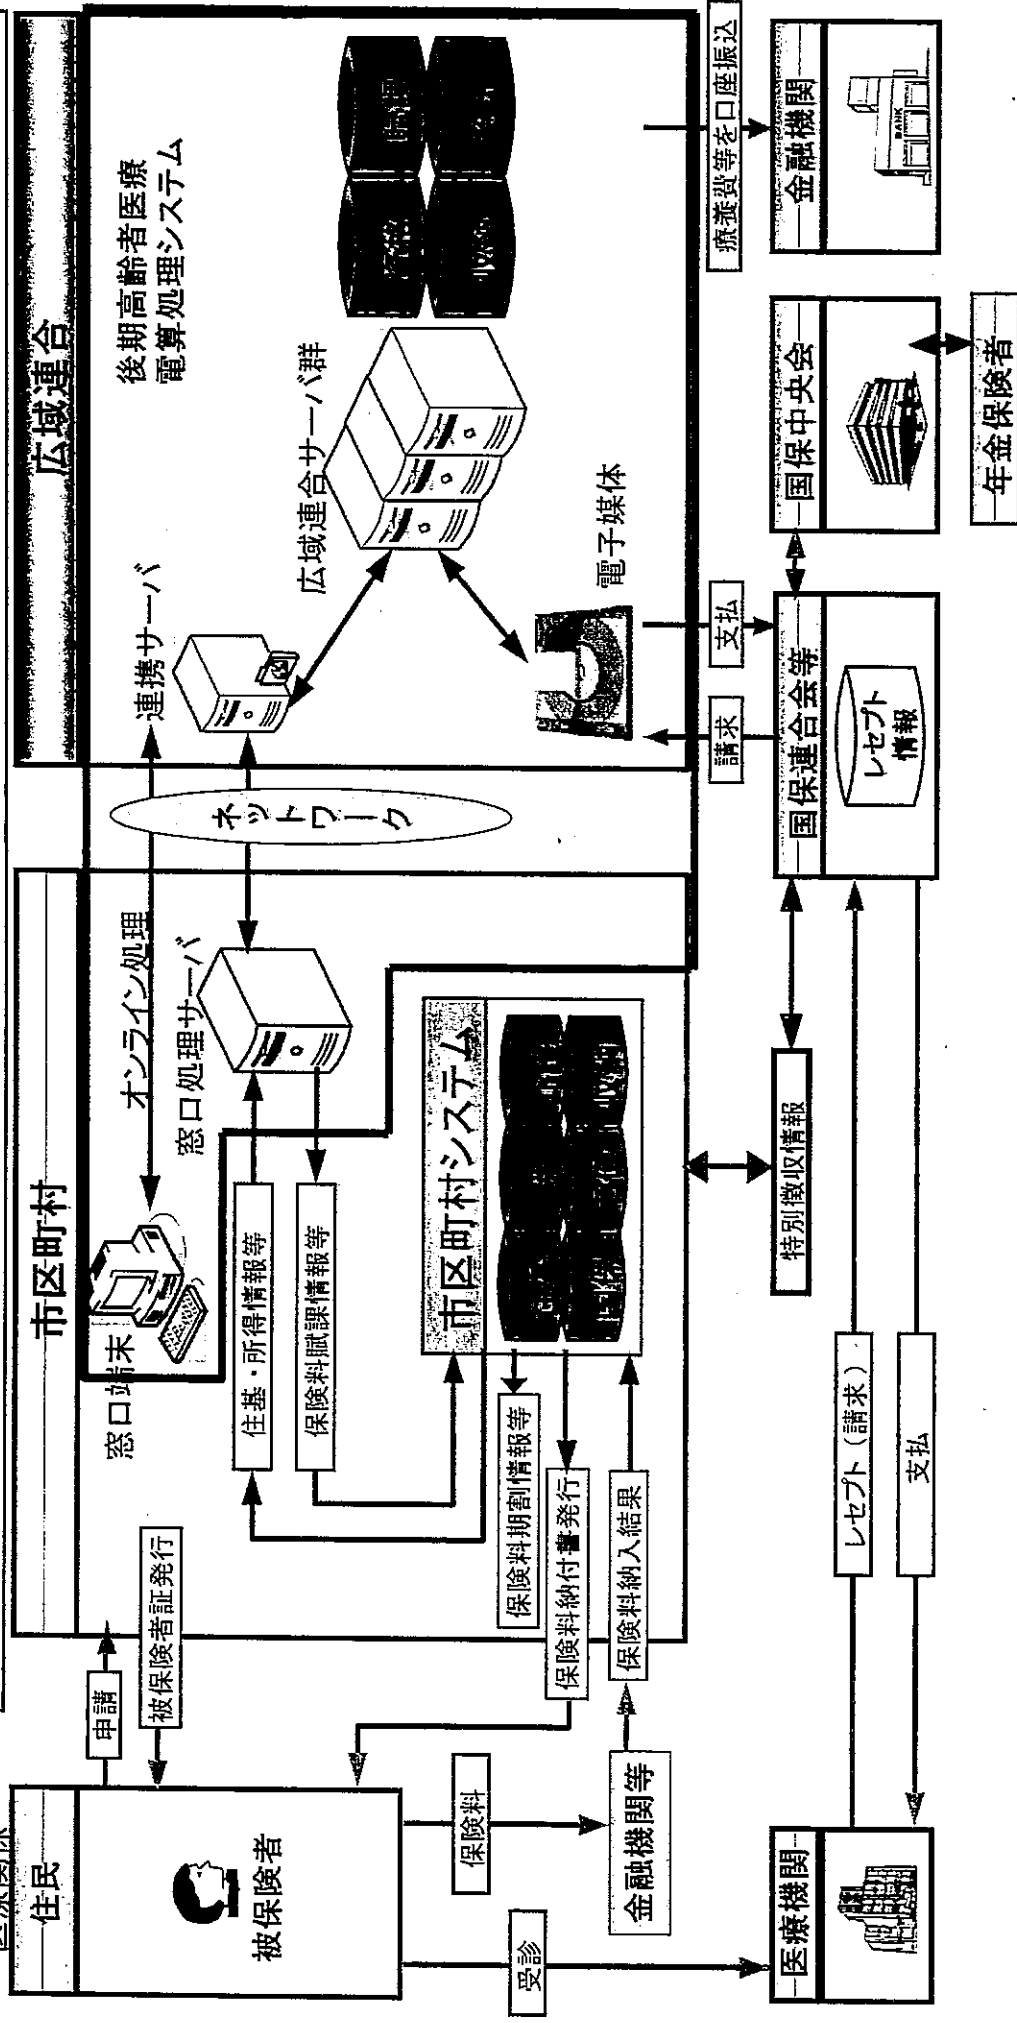 住民
被保険者
申請
被保険者証発行
保険料
受診
金融機関等
医療機関
市区町村
窓口端末
オンライン処理
窓口処理サーバ
住基・所得情報等
保険料賦課情報等
市区町村システム
保険料期割情報等
保険料納付書発行
保険料納入結果
特別徴収情報
レセプト（請求）
支払
ネットワーク
広域連合
後期高齢者医療
電算処理システム
連携サーバ
広域連合サーバ群
電子媒体
請求
支払
療養費等を口座振込
国保連合会等
レセプト
情報
国保中央会
年金保険者
金融機関
BANK